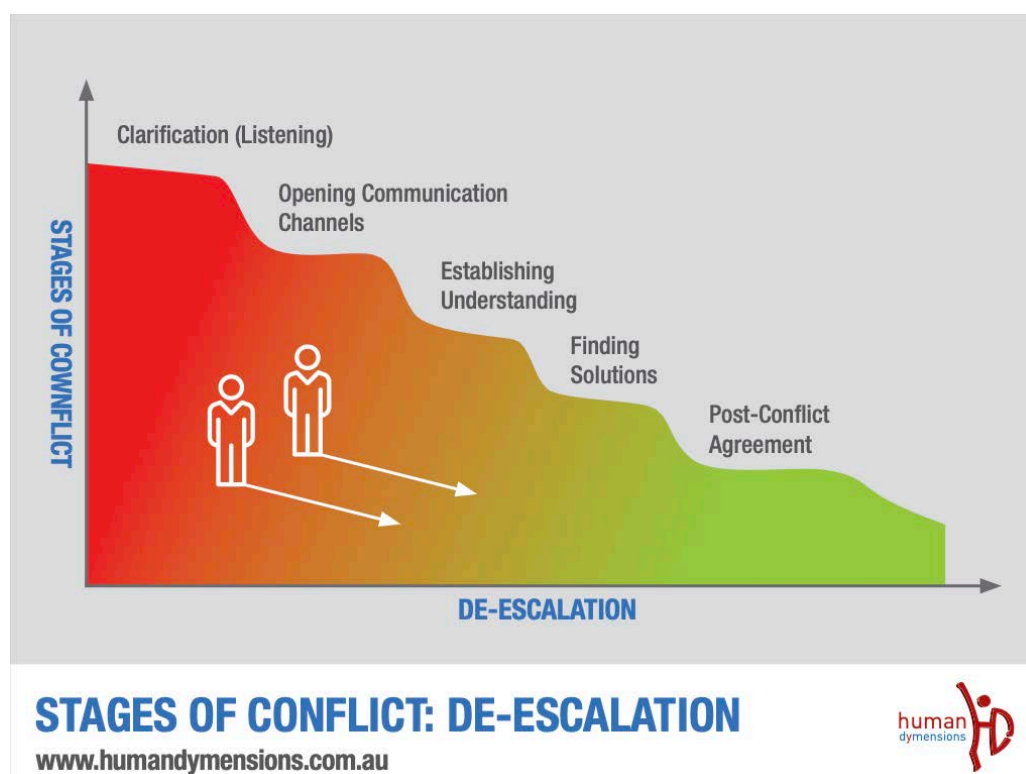 Clarification (Listening)
Opening Communication
Channels
Establishing
Understanding
Finding
Solutions
Post-Conflict
Agreement
STAGES OF COWNFLICT
DE-ESCALATION
STAGES OF CONFLICT: DE-ESCALATION
www.humandymensions.com.au
human
dymensions
HD